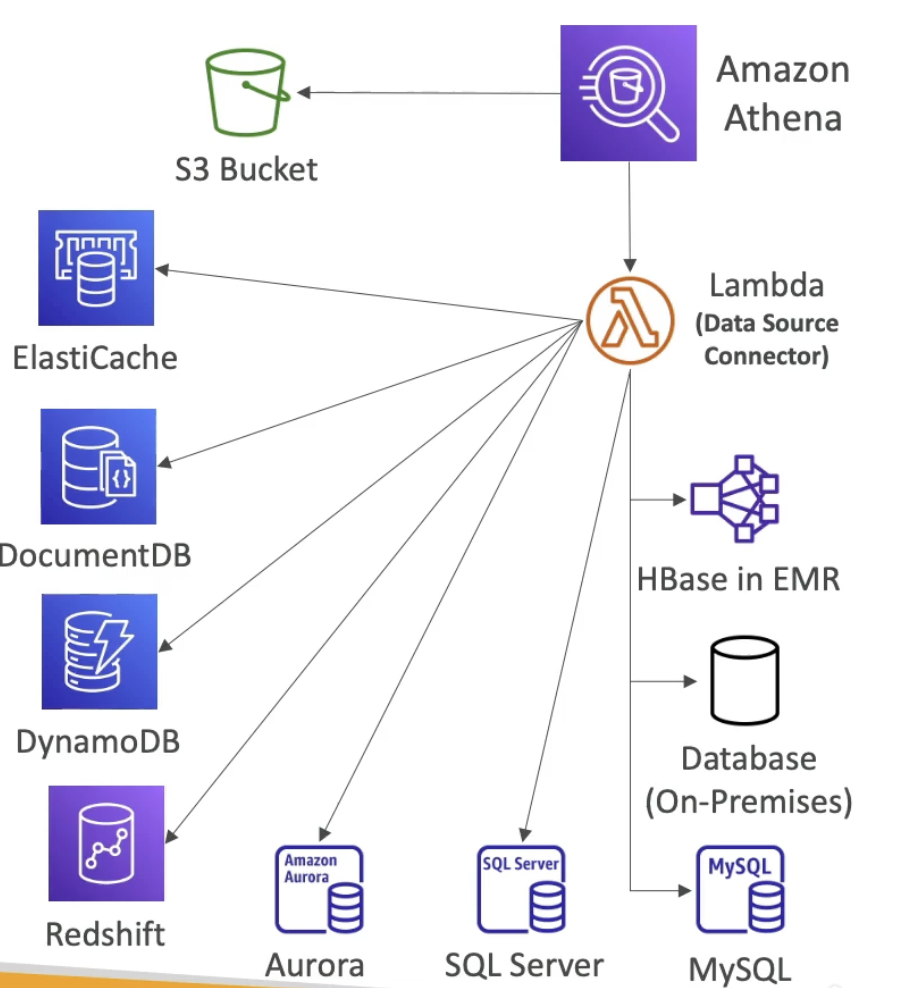 Amazon
Athena
S3 Bucket
Lambda
(Data Source
Connector)
ElastiCache
DocumentDB
HBase in EMR
DynamoDB
Database
(On-Premises)
Redshift
Amazon
Aurora
Aurora
SQL Server
SQL Server
MySQL
MySQL